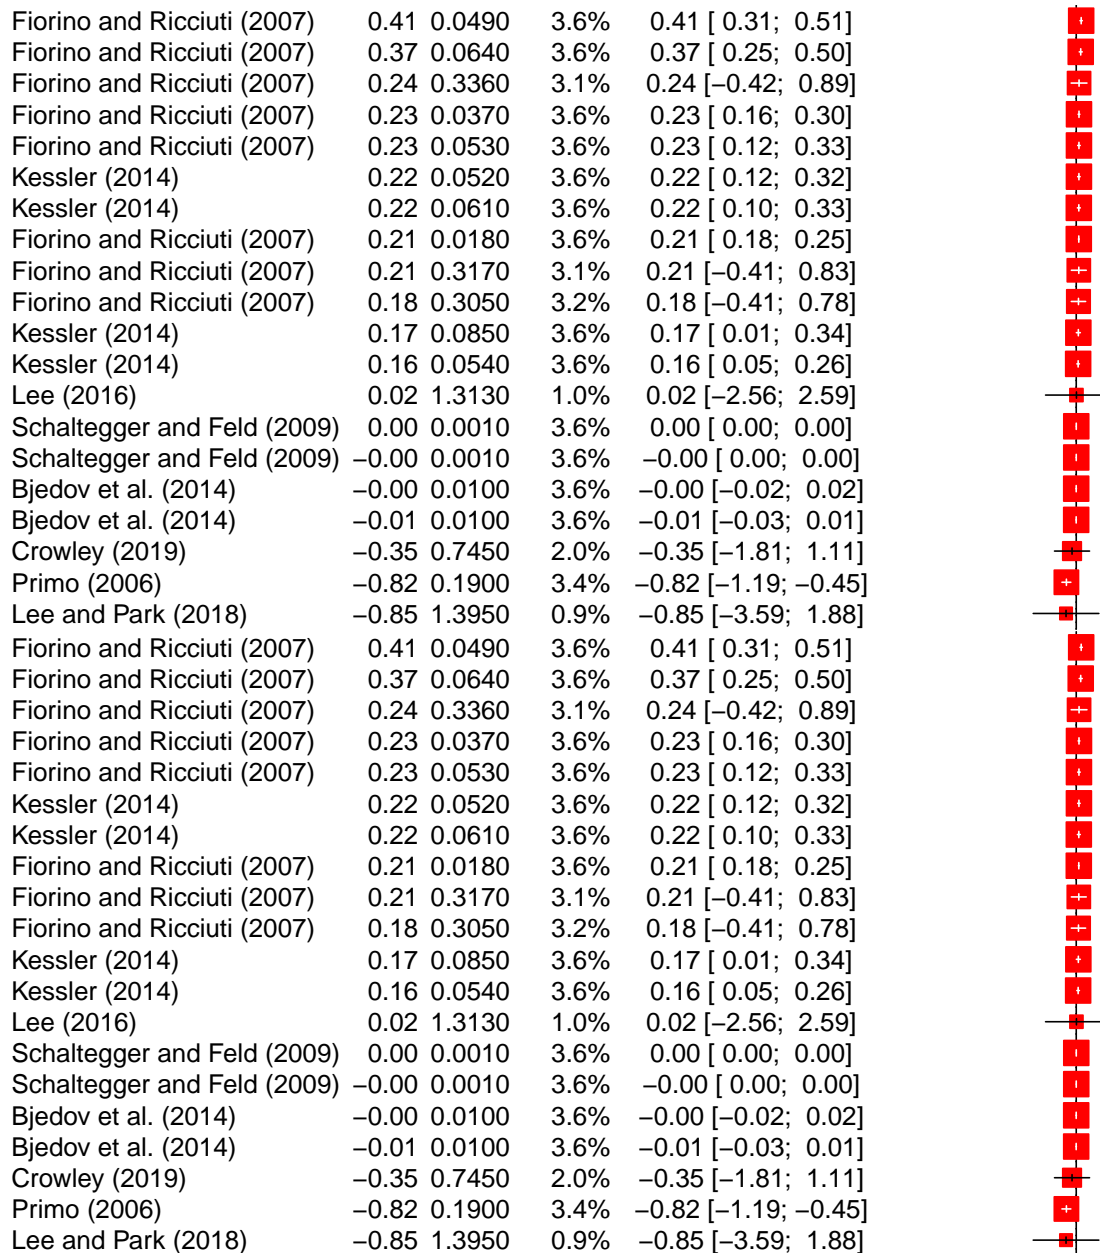 Fiorino and Ricciuti (2007) 0.41 0.0490 3.6% 0.41 [ 0.31; 0.51]
Fiorino and Ricciuti (2007) 0.37 0.0640 3.6% 0.37 [ 0.25; 0.50]
Fiorino and Ricciuti (2007) 0.24 0.3360 3.1% 0.24 [−0.42; 0.89]
Fiorino and Ricciuti (2007) 0.23 0.0370 3.6% 0.23 [ 0.16; 0.30]
Fiorino and Ricciuti (2007) 0.23 0.0530 3.6% 0.23 [ 0.12; 0.33]
Kessler (2014) 0.22 0.0520 3.6% 0.22 [ 0.12; 0.32]
Kessler (2014) 0.22 0.0610 3.6% 0.22 [ 0.10; 0.33]
Fiorino and Ricciuti (2007) 0.21 0.0180 3.6% 0.21 [ 0.18; 0.25]
Fiorino and Ricciuti (2007) 0.21 0.3170 3.1% 0.21 [−0.41; 0.83]
Fiorino and Ricciuti (2007) 0.18 0.3050 3.2% 0.18 [−0.41; 0.78]
Kessler (2014) 0.17 0.0850 3.6% 0.17 [ 0.01; 0.34]
Kessler (2014) 0.16 0.0540 3.6% 0.16 [ 0.05; 0.26]
Lee (2016) 0.02 1.3130 1.0% 0.02 [−2.56; 2.59]
Schaltegger and Feld (2009) 0.00 0.0010 3.6% 0.00 [ 0.00; 0.00]
Schaltegger and Feld (2009) −0.00 0.0010 3.6% −0.00 [ 0.00; 0.00]
Bjedov et al. (2014) −0.00 0.0100 3.6% −0.00 [−0.02; 0.02]
Bjedov et al. (2014) −0.01 0.0100 3.6% −0.01 [−0.03; 0.01]
Crowley (2019) −0.35 0.7450 2.0% −0.35 [−1.81; 1.11]
Primo (2006) −0.82 0.1900 3.4% −0.82 [−1.19; −0.45]
Lee and Park (2018) −0.85 1.3950 0.9% −0.85 [−3.59; 1.88]
Fiorino and Ricciuti (2007) 0.41 0.0490 3.6% 0.41 [ 0.31; 0.51]
Fiorino and Ricciuti (2007) 0.37 0.0640 3.6% 0.37 [ 0.25; 0.50]
Fiorino and Ricciuti (2007) 0.24 0.3360 3.1% 0.24 [−0.42; 0.89]
Fiorino and Ricciuti (2007) 0.23 0.0370 3.6% 0.23 [ 0.16; 0.30]
Fiorino and Ricciuti (2007) 0.23 0.0530 3.6% 0.23 [ 0.12; 0.33]
Kessler (2014) 0.22 0.0520 3.6% 0.22 [ 0.12; 0.32]
Kessler (2014) 0.22 0.0610 3.6% 0.22 [ 0.10; 0.33]
Fiorino and Ricciuti (2007) 0.21 0.0180 3.6% 0.21 [ 0.18; 0.25]
Fiorino and Ricciuti (2007) 0.21 0.3170 3.1% 0.21 [−0.41; 0.83]
Fiorino and Ricciuti (2007) 0.18 0.3050 3.2% 0.18 [−0.41; 0.78]
Kessler (2014) 0.17 0.0850 3.6% 0.17 [ 0.01; 0.34]
Kessler (2014) 0.16 0.0540 3.6% 0.16 [ 0.05; 0.26]
Lee (2016) 0.02 1.3130 1.0% 0.02 [−2.56; 2.59]
Schaltegger and Feld (2009) 0.00 0.0010 3.6% 0.00 [ 0.00; 0.00]
Schaltegger and Feld (2009) −0.00 0.0010 3.6% −0.00 [ 0.00; 0.00]
Bjedov et al. (2014) −0.00 0.0100 3.6% −0.00 [−0.02; 0.02]
Bjedov et al. (2014) −0.01 0.0100 3.6% −0.01 [−0.03; 0.01]
Crowley (2019) −0.35 0.7450 2.0% −0.35 [−1.81; 1.11]
Primo (2006) −0.82 0.1900 3.4% −0.82 [−1.19; −0.45]
Lee and Park (2018) −0.85 1.3950 0.9% −0.85 [−3.59; 1.88]